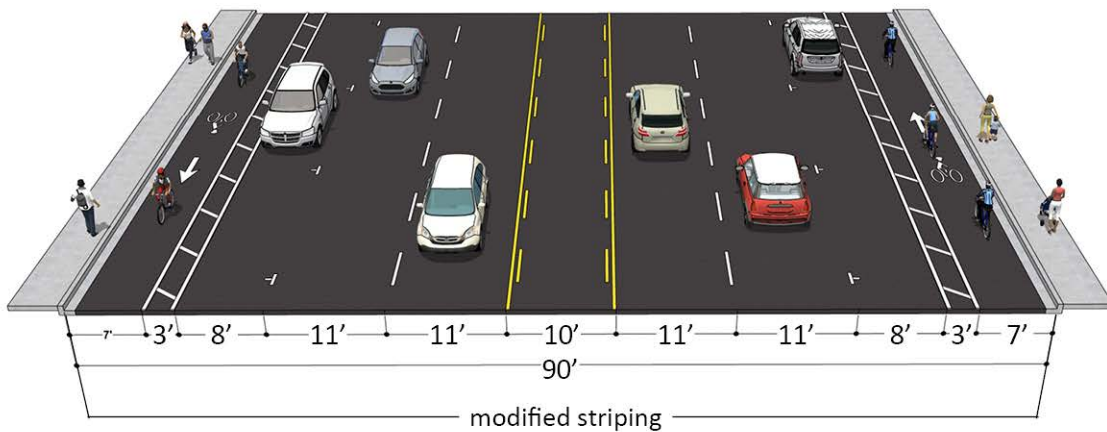 7' 3’ 8’ 11’ 11’ 10’ 11’ 11’ 8’ 3’ 7’
90’
modified striping